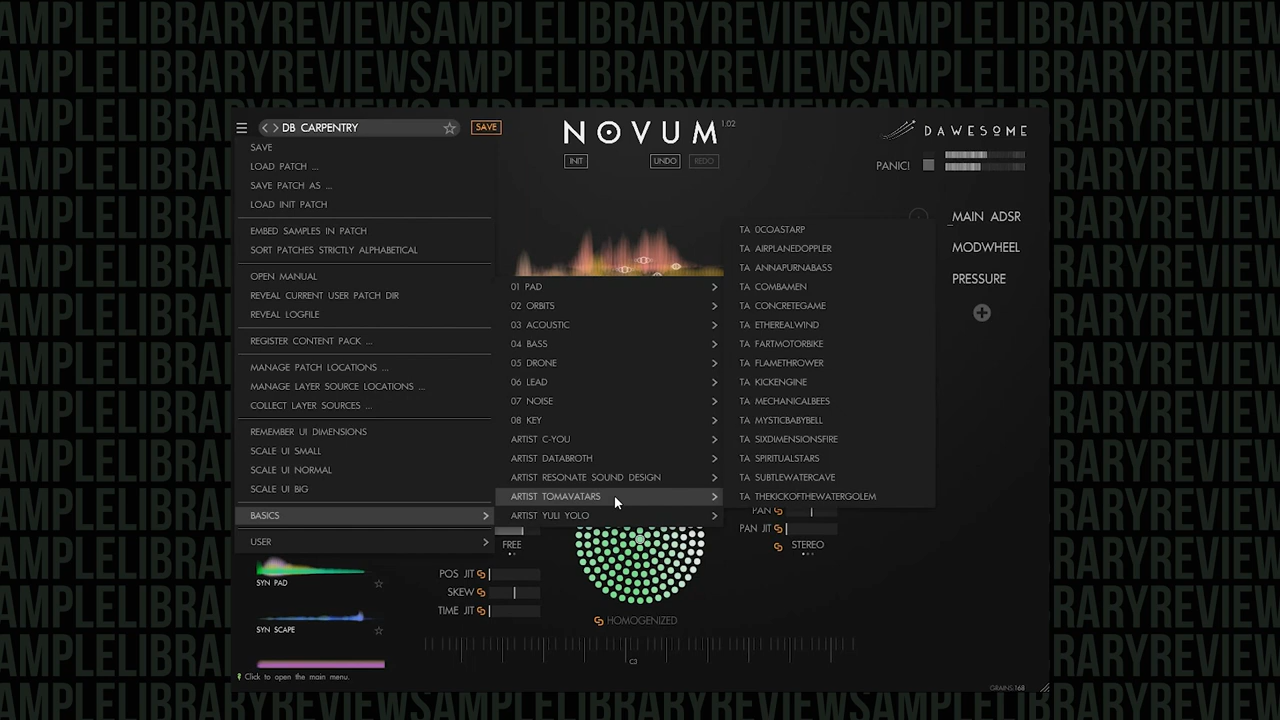 SAMPLELIBRARYREVIEWSAMPLELIBRARYREVIEWSAMPLELIBRARYREVIEWS
DB CARPENTRY
SAVE
NOVUM 1.02
DAWESOME
INIT
UNDO
REDO
PANIC!
SAVE
LOAD PATCH ...
SAVE PATCH AS ...
LOAD INIT PATCH
EMBED SAMPLES IN PATCH
SORT PATCHES STRICTLY ALPHABETICAL
OPEN MANUAL
REVEAL CURRENT USER PATCH DIR
REVEAL LOGFILE
REGISTER CONTENT PACK ...
MANAGE PATCH LOCATIONS ...
MANAGE LAYER SOURCE LOCATIONS ...
COLLECT LAYER SOURCES ...
REMEMBER UI DIMENSIONS
SCALE UI SMALL
SCALE UI NORMAL
SCALE UI BIG
BASICS
USER
01 PAD
02 ORBITS
03 ACOUSTIC
04 BASS
05 DRONE
06 LEAD
07 NOISE
08 KEY
ARTIST C-YOU
ARTIST DATABROTH
ARTIST RESONATE SOUND DESIGN
ARTIST TOMAVATARS
ARTIST YULI YOLO
TA 0COASTARP
TA AIRPLANEDOPPLER
TA ANNAPURNABASS
TA COMBAMEN
TA CONCRETEGAME
TA ETHEREALWIND
TA FARTMOTORBIKE
TA FLAMETHROWER
TA KICKENGINE
TA MECHANICALBEES
TA MYSTICBABYBELL
TA SIXDIMENSIONSFIRE
TA SPIRITUALSTARS
TA SUBTLEWATERCAVE
TA THEKICKOFTHEWATERGOLEM
MAIN ADSR
MODWHEEL
PRESSURE
PAN
PAN JIT
STEREO
FREE
POS JIT
SKEW
TIME JIT
HOMOGENIZED
C3
SYN PAD
SYN SCAPE
Click to open the main menu.
GRAINS:168